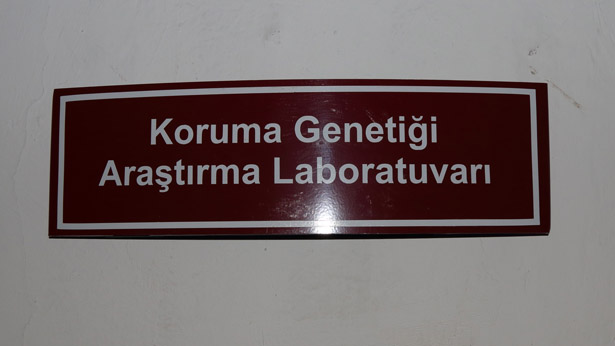 Koruma Genetiği
Araştırma Laboratuvarı